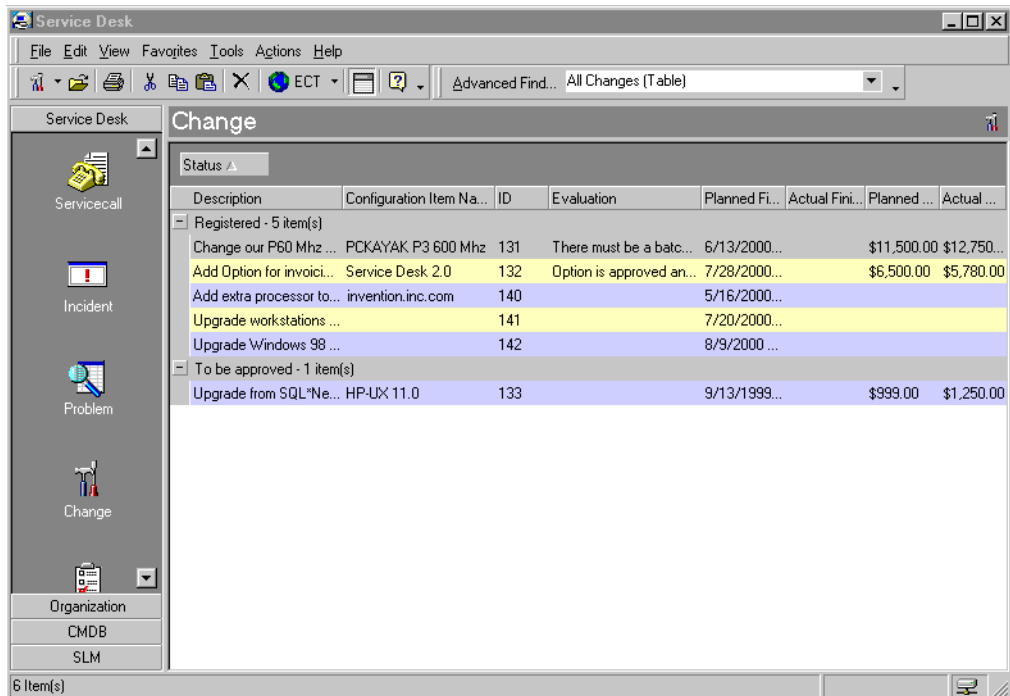 Service Desk
File Edit View Favorites Tools Actions Help
ECT Advanced Find... All Changes (Table)
Service Desk
Change
Status
Servicecall
Description Configuration Item Na... ID Evaluation Planned Fi... Actual Fini... Planned ... Actual ...
Registered - 5 item(s)
Change our P60 Mhz ... PCKAYAK P3 600 Mhz 131 There must be a batc... 6/13/2000... $11,500.00 $12,750...
Add Option for invoici... Service Desk 2.0 132 Option is approved an... 7/28/2000... $6,500.00 $5,780.00
Add extra processor to... invention.inc.com 140 5/16/2000...
Incident
Upgrade workstations ... 141 7/20/2000...
Upgrade Windows 98 ... 142 8/9/2000 ...
To be approved - 1 item(s)
Upgrade from SQL*Ne... HP-UX 11.0 133 9/13/1999... $999.00 $1,250.00
Problem
Change
Organization
CMDB
SLM
6 Item(s)